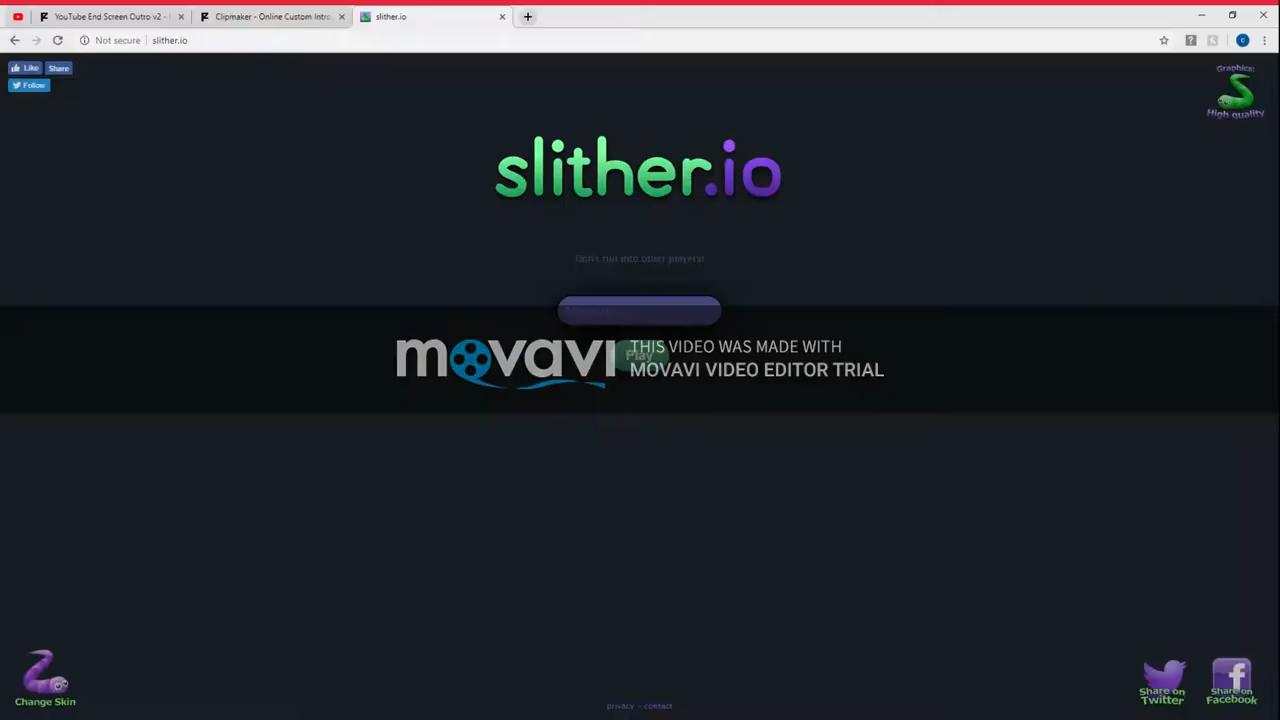 YouTube End Screen Outro v2 -
Clipmaker - Online Custom Intro
slither.io
Not secure
slither.io
Like
Share
Follow
Graphics:
High quality
slither.io
Don't run into other players!
movavi
THIS VIDEO WAS MADE WITH
MOVAVI VIDEO EDITOR TRIAL
Play
Change Skin
privacy - contact
Share on
Twitter
Share on
Facebook